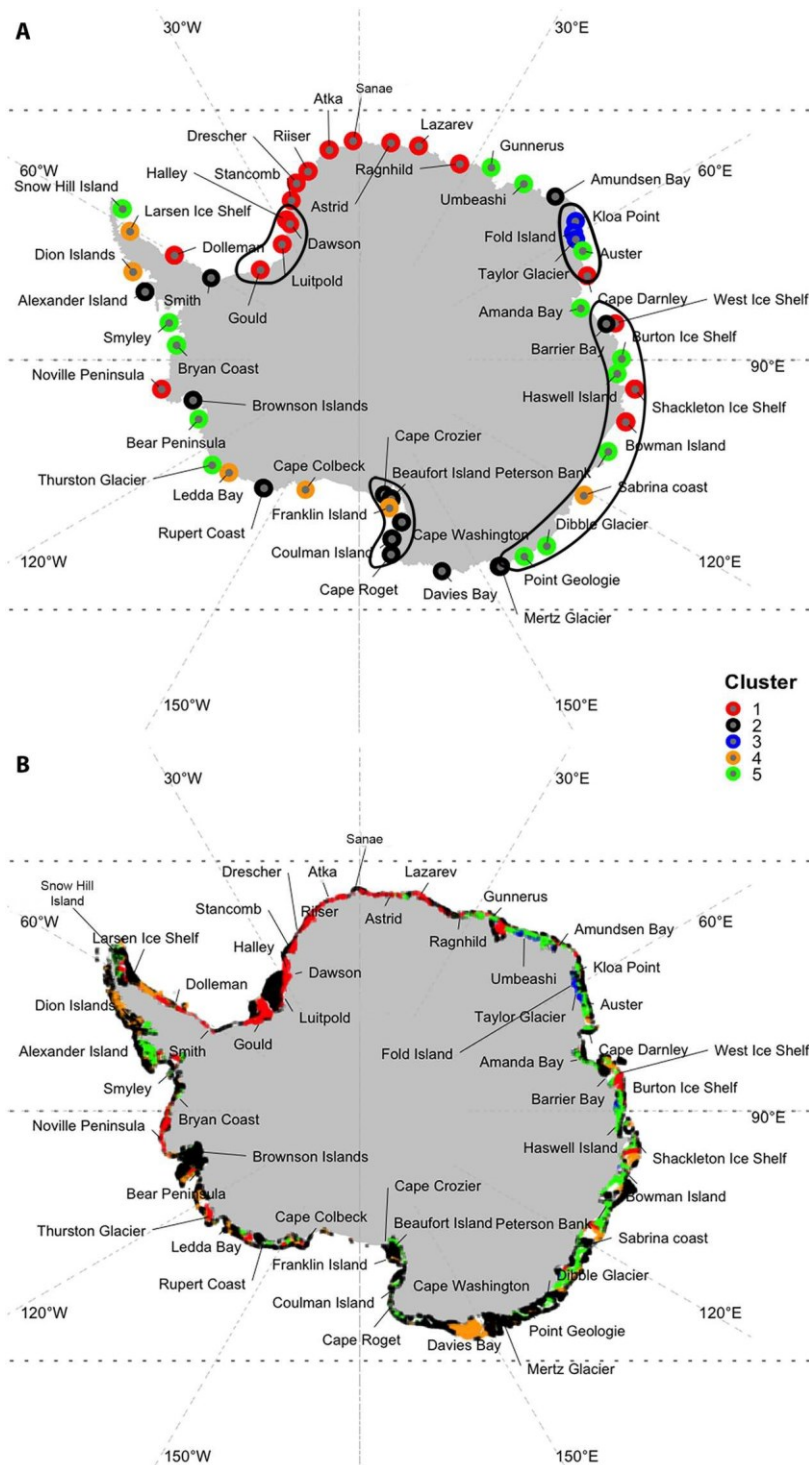 A
30°W
30°E
Sanae
Atka
Lazarev
Drescher
Riiser
Gunnerus
Halley
Stancomb
Ragnhild
60°W
60°E
Snow Hill Island
Umbeashi
Amundsen Bay
Larsen Ice Shelf
Astrid
Kloa Point
Dawson
Fold Island
Dion Islands
Dolleman
Auster
Luitpold
Taylor Glacier
Alexander Island
Smith
Cape Darnley
West Ice Shelf
Gould
Amanda Bay
Smyley
Burton Ice Shelf
Barrier Bay
Bryan Coast
90°E
Noville Peninsula
Haswell Island
Brownson Islands
Shackleton Ice Shelf
Bear Peninsula
Cape Crozier
Bowman Island
Thurston Glacier
Cape Colbeck
Beaufort Island
Peterson Bank
Ledda Bay
Sabrina coast
Franklin Island
Rupert Coast
Cape Washington
Dibble Glacier
Coulman Island
120°W
120°E
Cape Roget
Davies Bay
Point Geologie
Mertz Glacier
150°W
150°E
Cluster
1
2
3
4
5
B
30°W
30°E
Sanae
Drescher
Atka
Lazarev
Snow Hill
Island
Stancomb
Riiser
Astrid
Gunnerus
60°W
60°E
Larsen Ice Shelf
Halley
Ragnhild
Amundsen Bay
Dolleman
Dawson
Umbeashi
Kloa Point
Dion Islands
Luitpold
Taylor Glacier
Auster
Alexander Island
Smith
Gould
Fold Island
Cape Darnley
West Ice Shelf
Amanda Bay
Smyley
Barrier Bay
Burton Ice Shelf
Bryan Coast
90°E
Noville Peninsula
Haswell Island
Brownson Islands
Shackleton Ice Shelf
Bear Peninsula
Cape Crozier
Bowman Island
Thurston Glacier
Cape Colbeck
Beaufort Island
Peterson Bank
Ledda Bay
Sabrina coast
Franklin Island
Rupert Coast
Cape Washington
Dibble Glacier
Coulman Island
120°W
120°E
Cape Roget
Davies Bay
Point Geologie
Mertz Glacier
150°W
150°E